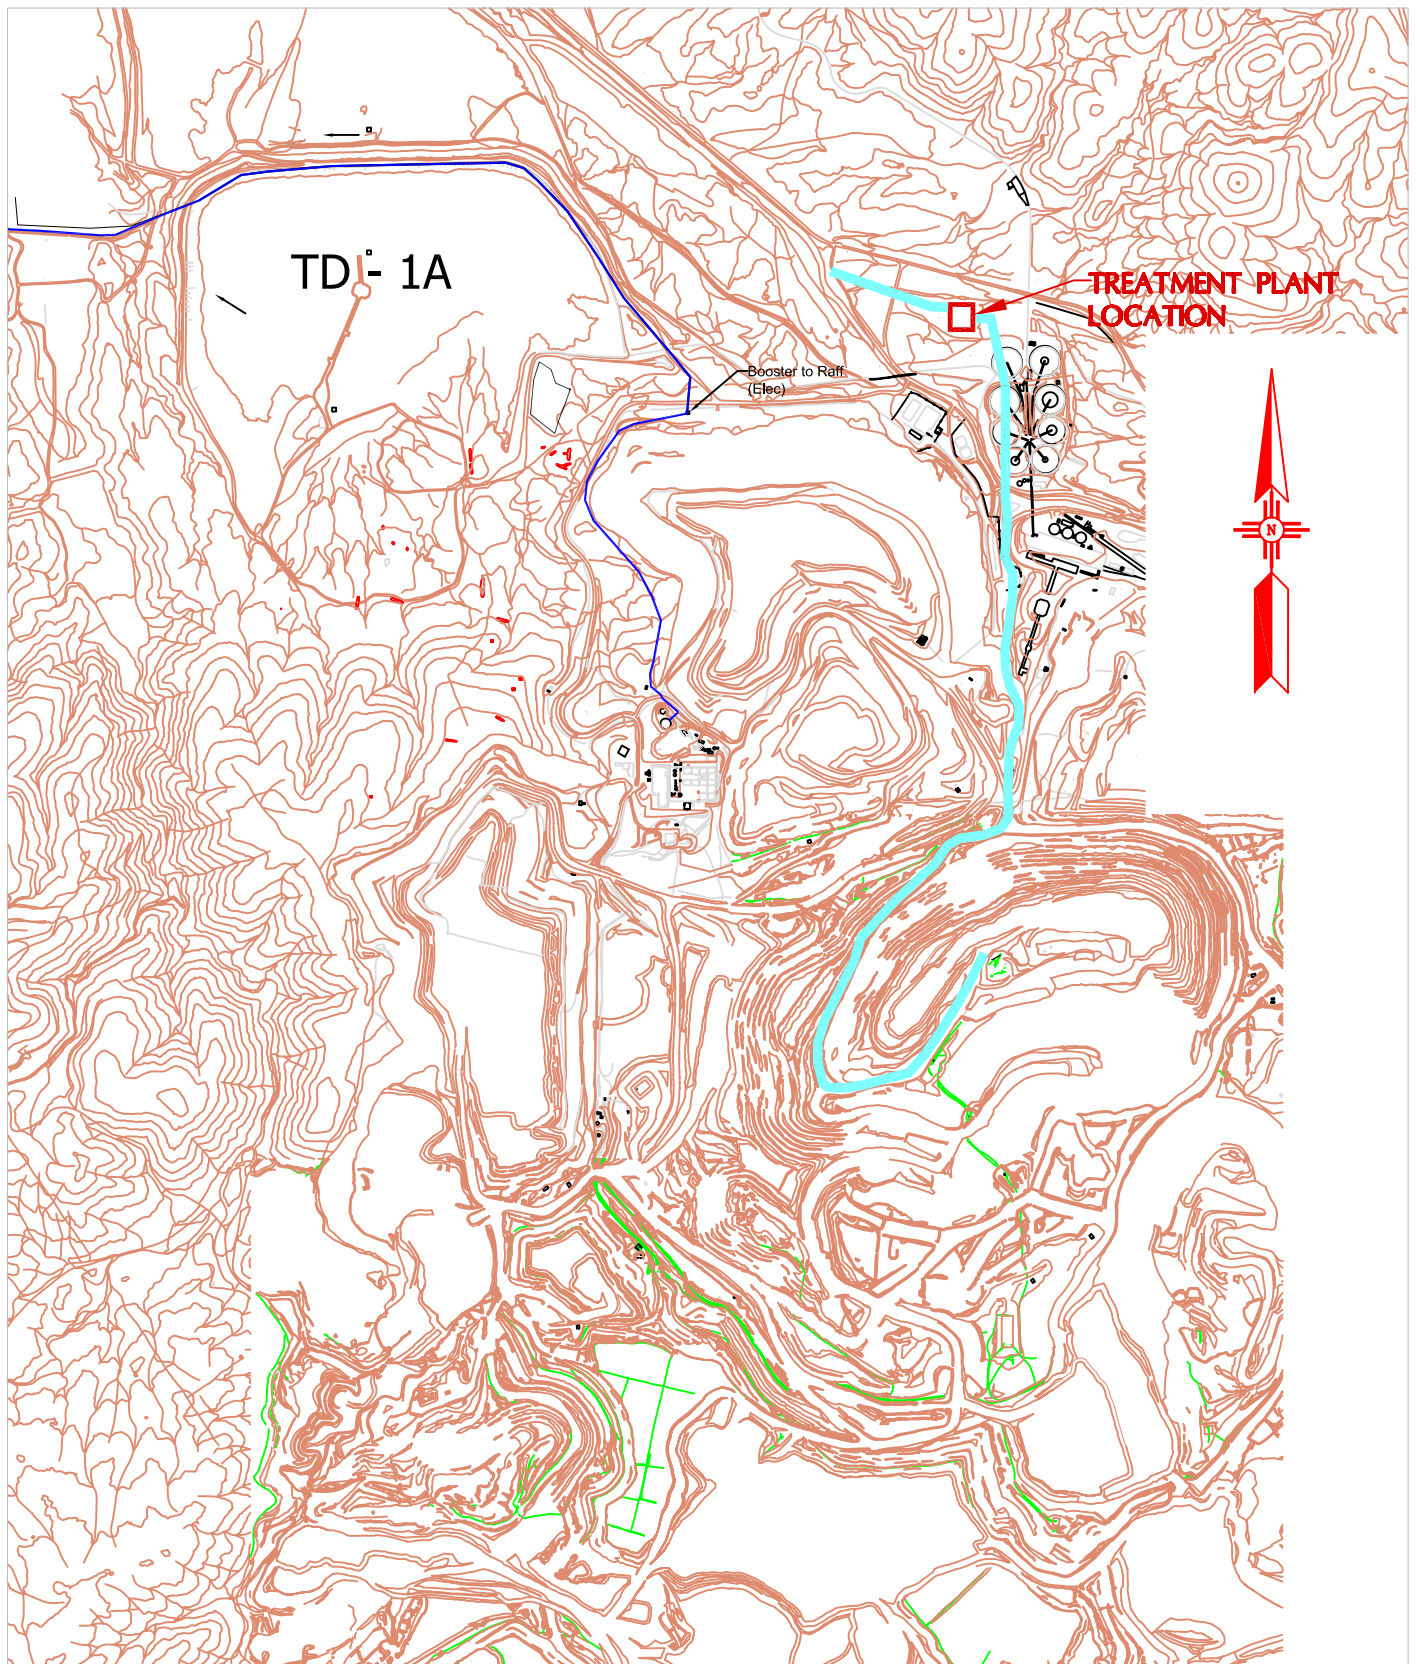 TD - 1A
TREATMENT PLANT
LOCATION
Booster to Raff
(Elec)
N